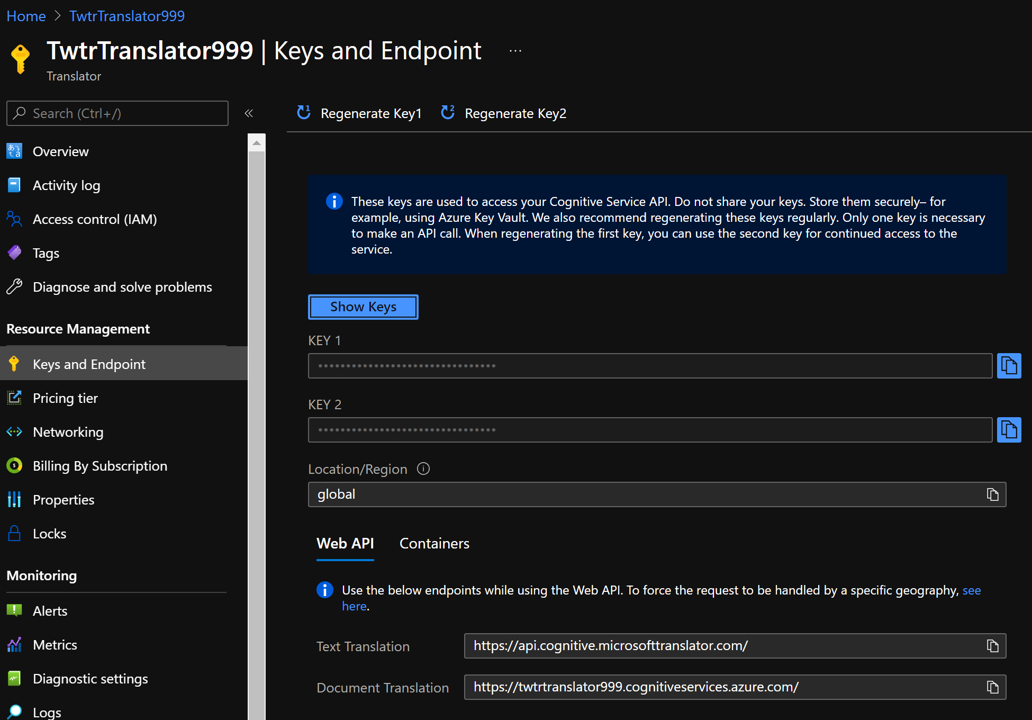 Home > TwtrTranslator999
TwtrTranslator999 | Keys and Endpoint ...
Translator
Search (Ctrl+/)
«
Overview
Activity log
Access control (IAM)
Tags
Diagnose and solve problems
Resource Management
Keys and Endpoint
Pricing tier
Networking
Billing By Subscription
Properties
Locks
Monitoring
Alerts
Metrics
Diagnostic settings
Logs
Regenerate Key1 Regenerate Key2
These keys are used to access your Cognitive Service API. Do not share your keys. Store them securely– for
example, using Azure Key Vault. We also recommend regenerating these keys regularly. Only one key is necessary
to make an API call. When regenerating the first key, you can use the second key for continued access to the
service.
Show Keys
KEY 1
••••••••••••••••••••••••••••••
KEY 2
••••••••••••••••••••••••••••••
Location/Region
global
Web API Containers
Use the below endpoints while using the Web API. To force the request to be handled by a specific geography, see
here.
Text Translation https://api.cognitive.microsofttranslator.com/
Document Translation https://twtrtranslator999.cognitiveservices.azure.com/